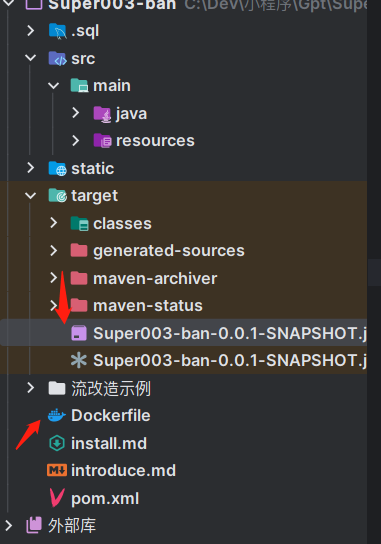 Super003-ban C:\Dev\小程序\Gpt\Sup
.sql
src
main
java
resources
static
target
classes
generated-sources
maven-archiver
maven-status
Super003-ban-0.0.1-SNAPSHOT.j
Super003-ban-0.0.1-SNAPSHOT.j
流改造示例
Dockerfile
install.md
introduce.md
pom.xml
外部库